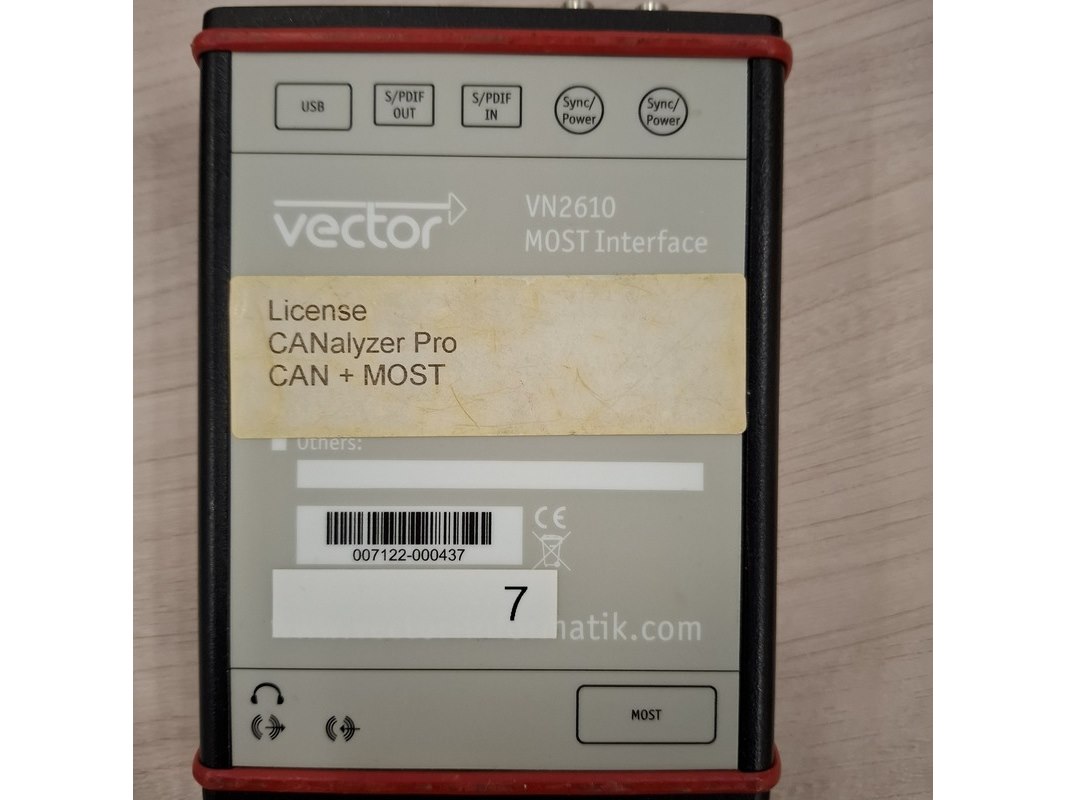 USB
S/PDIF
OUT
S/PDIF
IN
Sync/
Power
Sync/
Power
vector
VN2610
MOST Interface
License
CANalyzer Pro
CAN + MOST
Others:
007122-000437
CE
7
matik.com
MOST